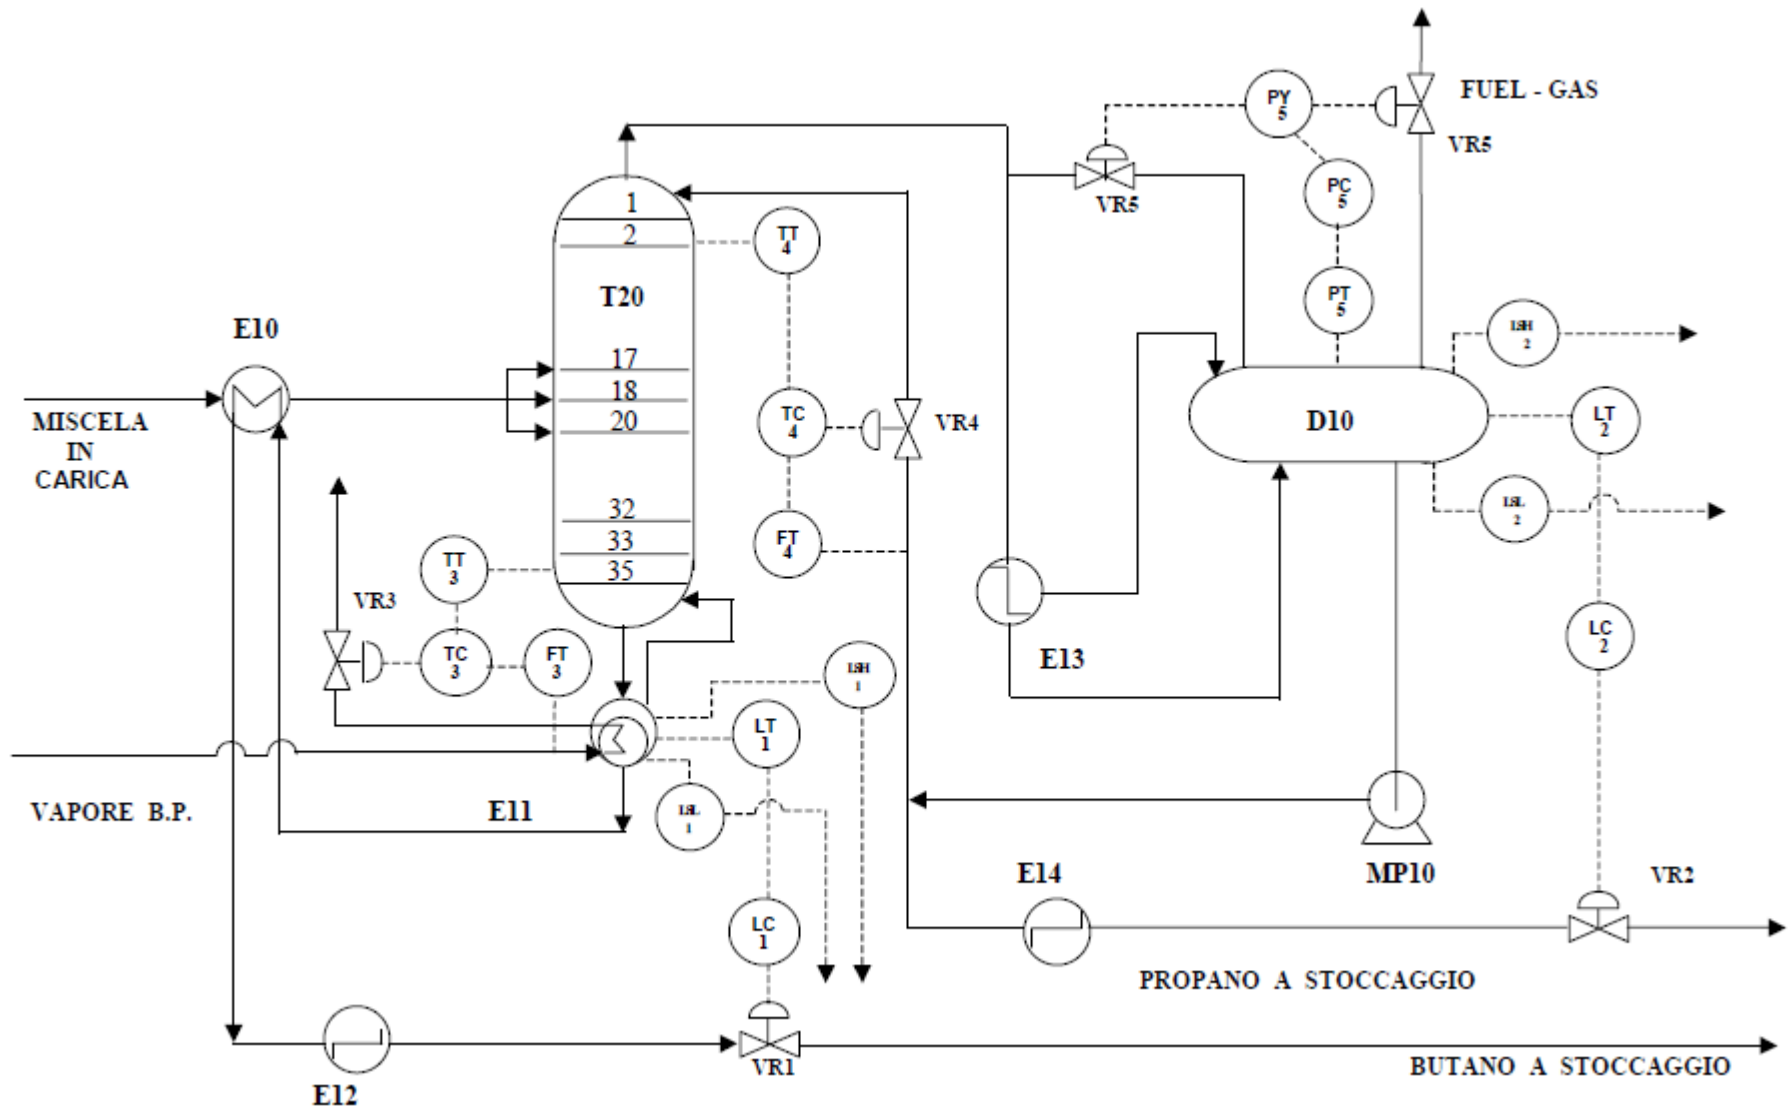 FUEL - GAS
PY
5
VR5
PC
5
VR5
1
2
TT
4
T20
PT
5
E10
LSH
2
17
18
20
TC
4
VR4
D10
LT
2
MISCELA
IN
CARICA
32
33
35
FT
4
LSL
2
TT
3
VR3
TC
3
FT
3
E13
LC
2
LSH
1
LT
1
VAPORE B.P.
E11
LSL
1
E14
MP10
VR2
LC
1
PROPANO A STOCCAGGIO
VR1
BUTANO A STOCCAGGIO
E12